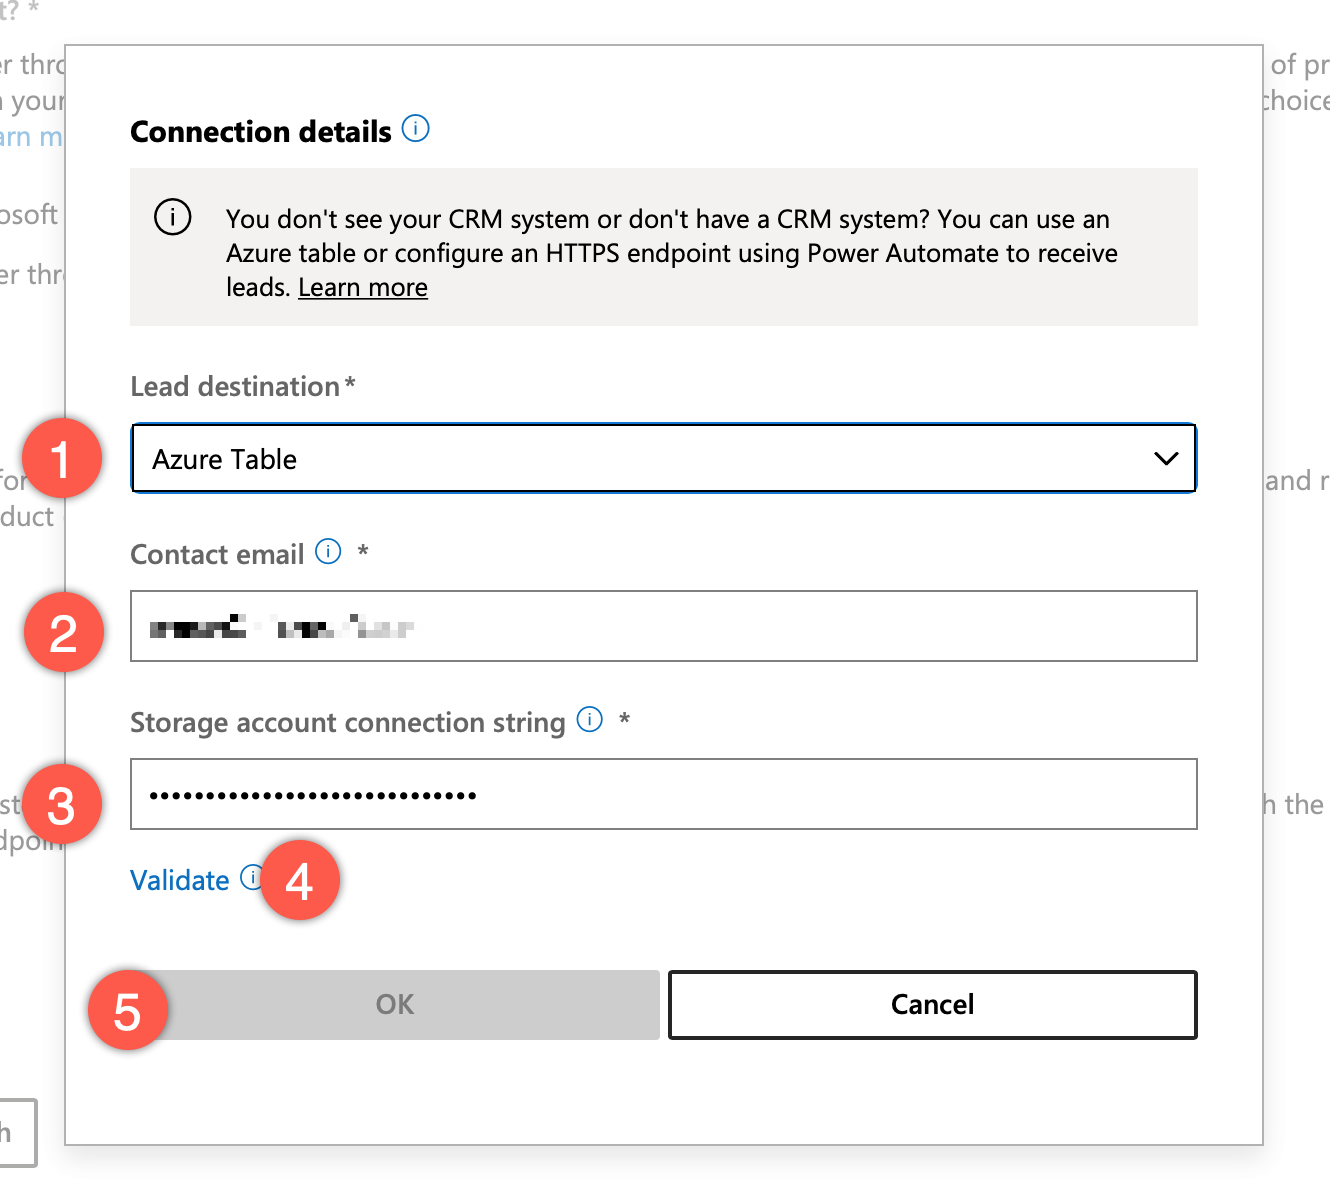 t? *
er thro
of pr
n your
choice
arn m
Connection details
You don't see your CRM system or don't have a CRM system? You can use an
Azure table or configure an HTTPS endpoint using Power Automate to receive
leads. Learn more
osoft
er thr
Lead destination*
1
Azure Table
for
and r
duct
Contact email *
2
Storage account connection string *
3
••••••••••••••••••••••••••••
st
h the
dpoin
Validate
4
5
OK
Cancel
h